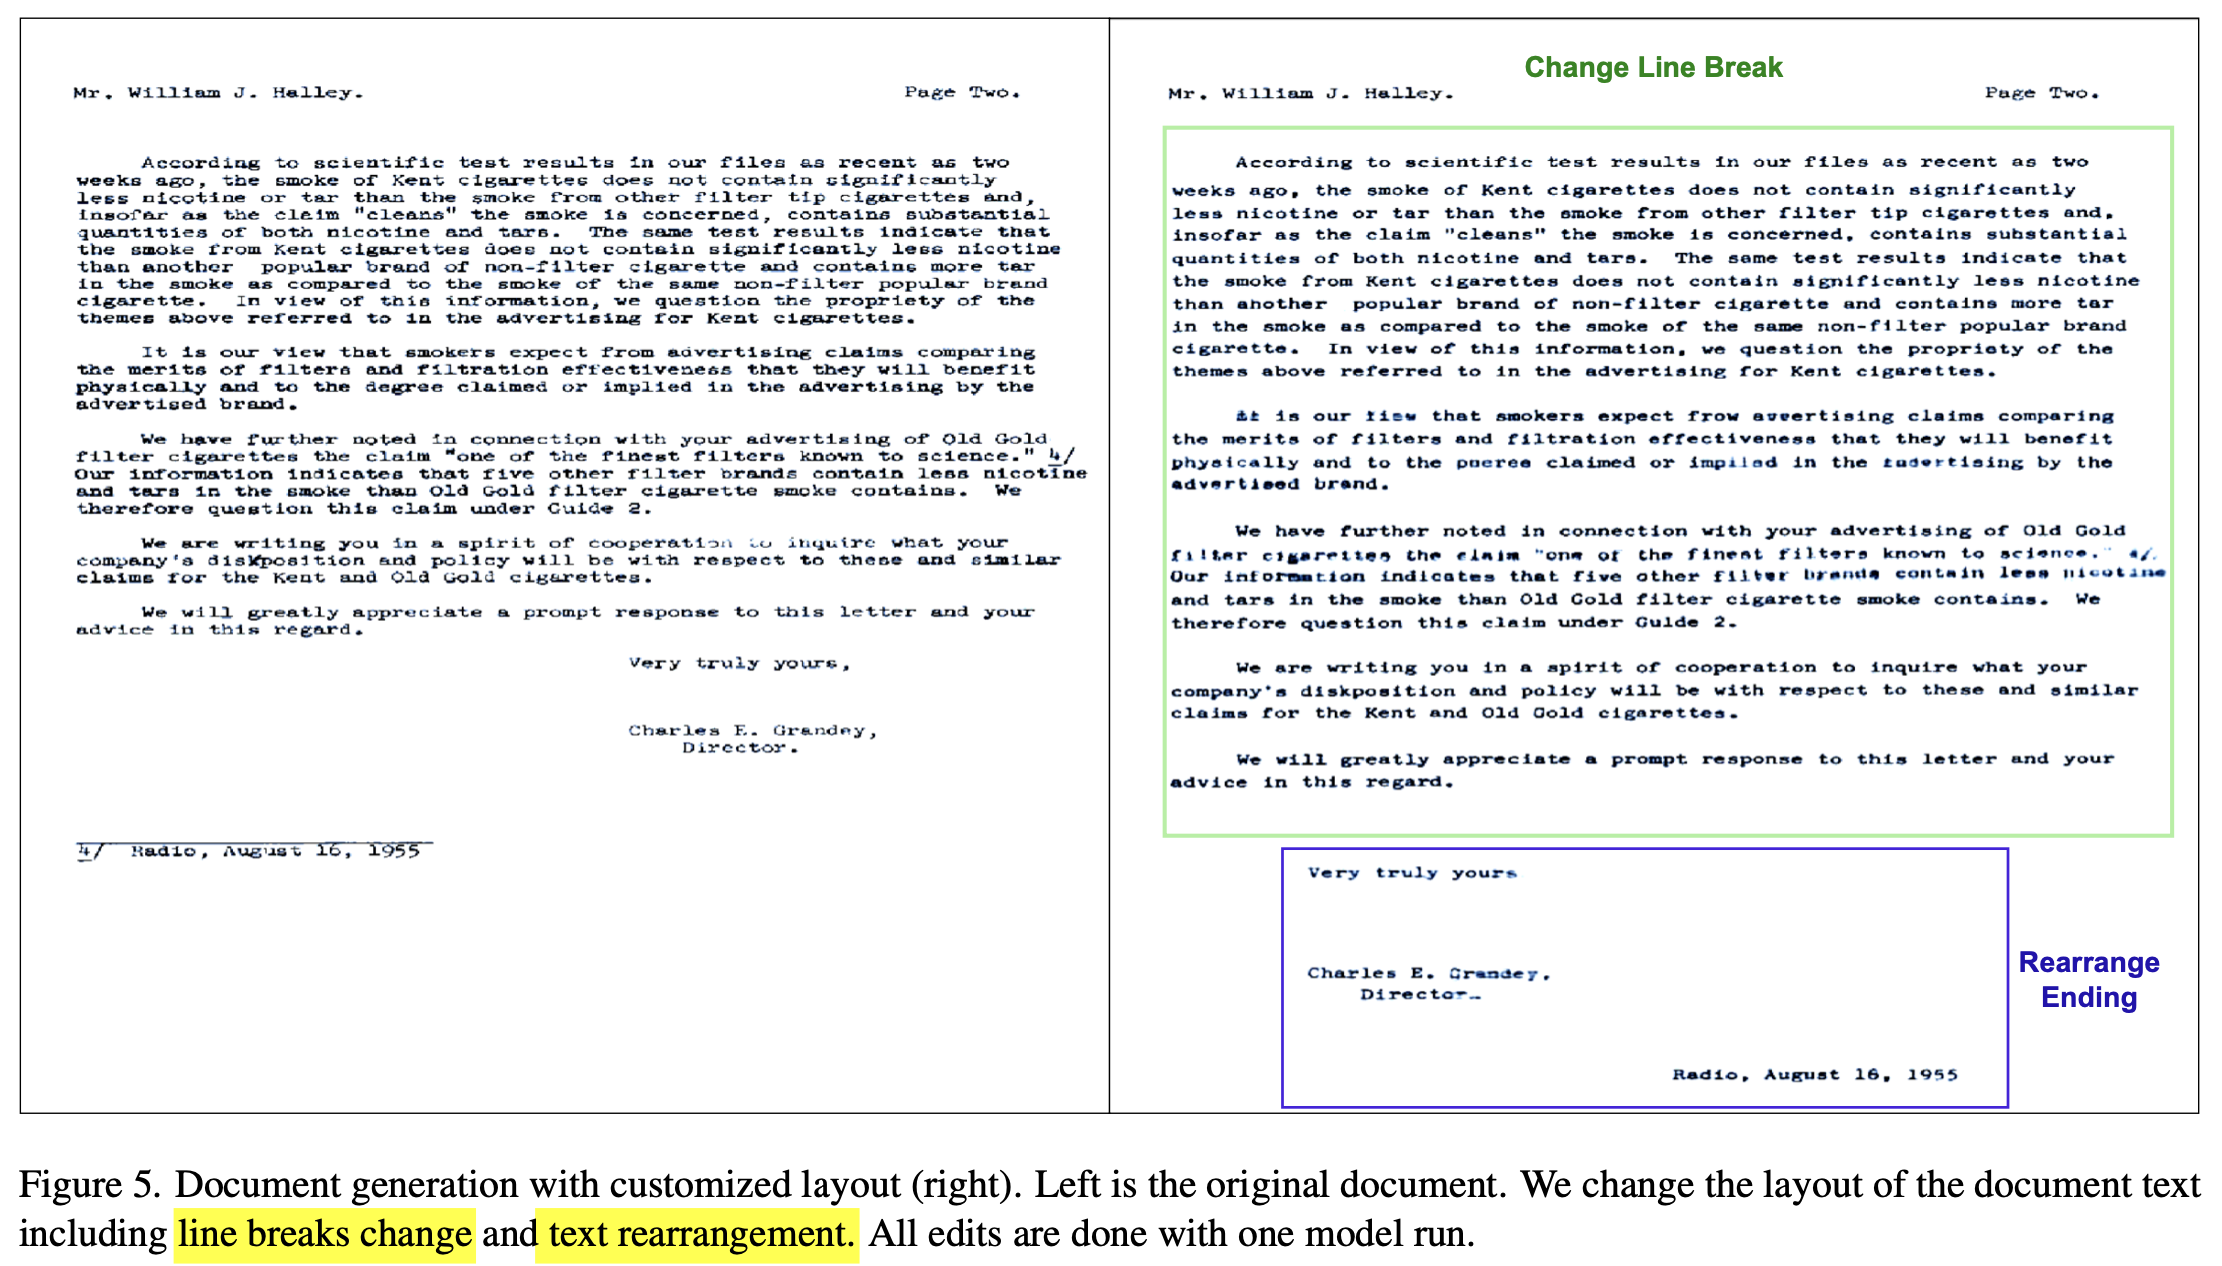 Mr. William J. Halley.
Page Two.
According to scientific test results in our files as recent as two
weeks ago, the smoke of Kent cigarettes does not contain significantly
less nicotine or tar than the smoke from other filter tip cigarettes and,
insofar as the claim "cleans" the smoke is concerned, contains substantial
quantities of both nicotine and tars. The same test results indicate that
the smoke from Kent cigarettes does not contain significantly less nicotine
than another popular brand of non-filter cigarette and contains more tar
in the smoke as compared to the smoke of the same non-filter popular brand
cigarette. In view of this information, we question the propriety of the
themes above referred to in the advertising for Kent cigarettes.
It is our view that smokers expect from advertising claims comparing
the merits of filters and filtration effectiveness that they will benefit
physically and to the degree claimed or implied in the advertising by the
advertised brand.
We have further noted in connection with your advertising of Old Gold
filter cigarettes the claim "one of the finest filters known to science." 4/
Our information indicates that five other filter brands contain less nicotine
and tars in the smoke than Old Gold filter cigarette smoke contains. We
therefore question this claim under Guide 2.
We are writing you in a spirit of cooperation to inquire what your
company's diskposition and policy will be with respect to these and similar
claims for the Kent and Old Gold cigarettes.
We will greatly appreciate a prompt response to this letter and your
advice in this regard.
Very truly yours,
Charles E. Grandey,
Director.
4/ Radio, August 16, 1955
Change Line Break
Mr. William J. Halley.
Page Two.
According to scientific test results in our files as recent as two
weeks ago, the smoke of Kent cigarettes does not contain significantly
less nicotine or tar than the smoke from other filter tip cigarettes and,
insofar as the claim "cleans" the smoke is concerned, contains substantial
quantities of both nicotine and tars. The same test results indicate that
the smoke from Kent cigarettes does not contain significantly less nicotine
than another popular brand of non-filter cigarette and contains more tar
in the smoke as compared to the smoke of the same non-filter popular brand
cigarette. In view of this information, we question the propriety of the
themes above referred to in the advertising for Kent cigarettes.
is our that smokers expect frow claims comparing
the merits of filters and filtration effectiveness that they will benefit
physically and to the claimed or in the by the
advertised brand.
We have further noted in connection with your advertising of Old Gold
filter cigarettes the claim "one of the finest filters known to science."
Our information indicates that five other filter brands contain less nicotine
and tars in the smoke than Old Gold filter cigarette smoke contains. We
therefore question this claim under Guide 2.
We are writing you in a spirit of cooperation to inquire what your
company's diskposition and policy will be with respect to these and similar
claims for the Kent and Old Gold cigarettes.
We will greatly appreciate a prompt response to this letter and your
advice in this regard.
Very truly yours
Charles E. Grandey.
Director
Radio, August 16, 1955
Rearrange
Ending
Figure 5. Document generation with customized layout (right). Left is the original document. We change the layout of the document text
including line breaks change and text rearrangement. All edits are done with one model run.